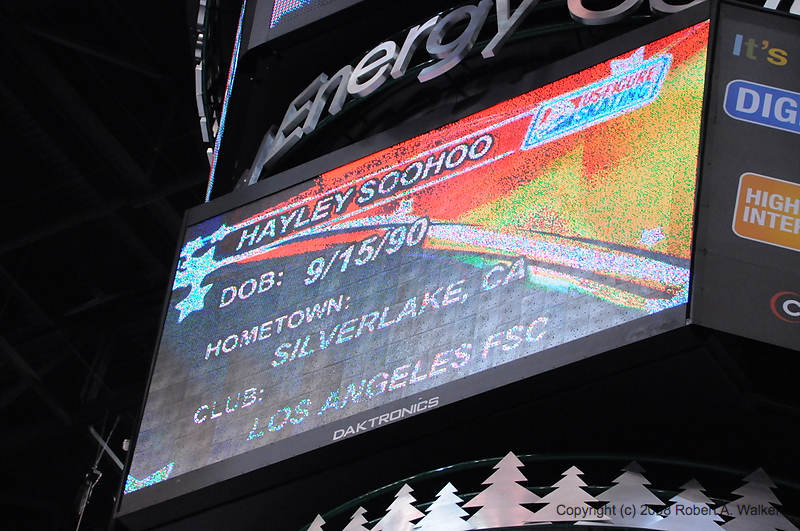 Energy
It's
DIG
US FIGURE
SKATING
HAYLEY SOOHOO
DOB: 9/15/90
HIGH
INTER
HOMETOWN:
SILVERLAKE, CA
CLUB:
LOS ANGELES FSC
DAKTRONICS
Copyright (c) 2008 Robert A. Walker